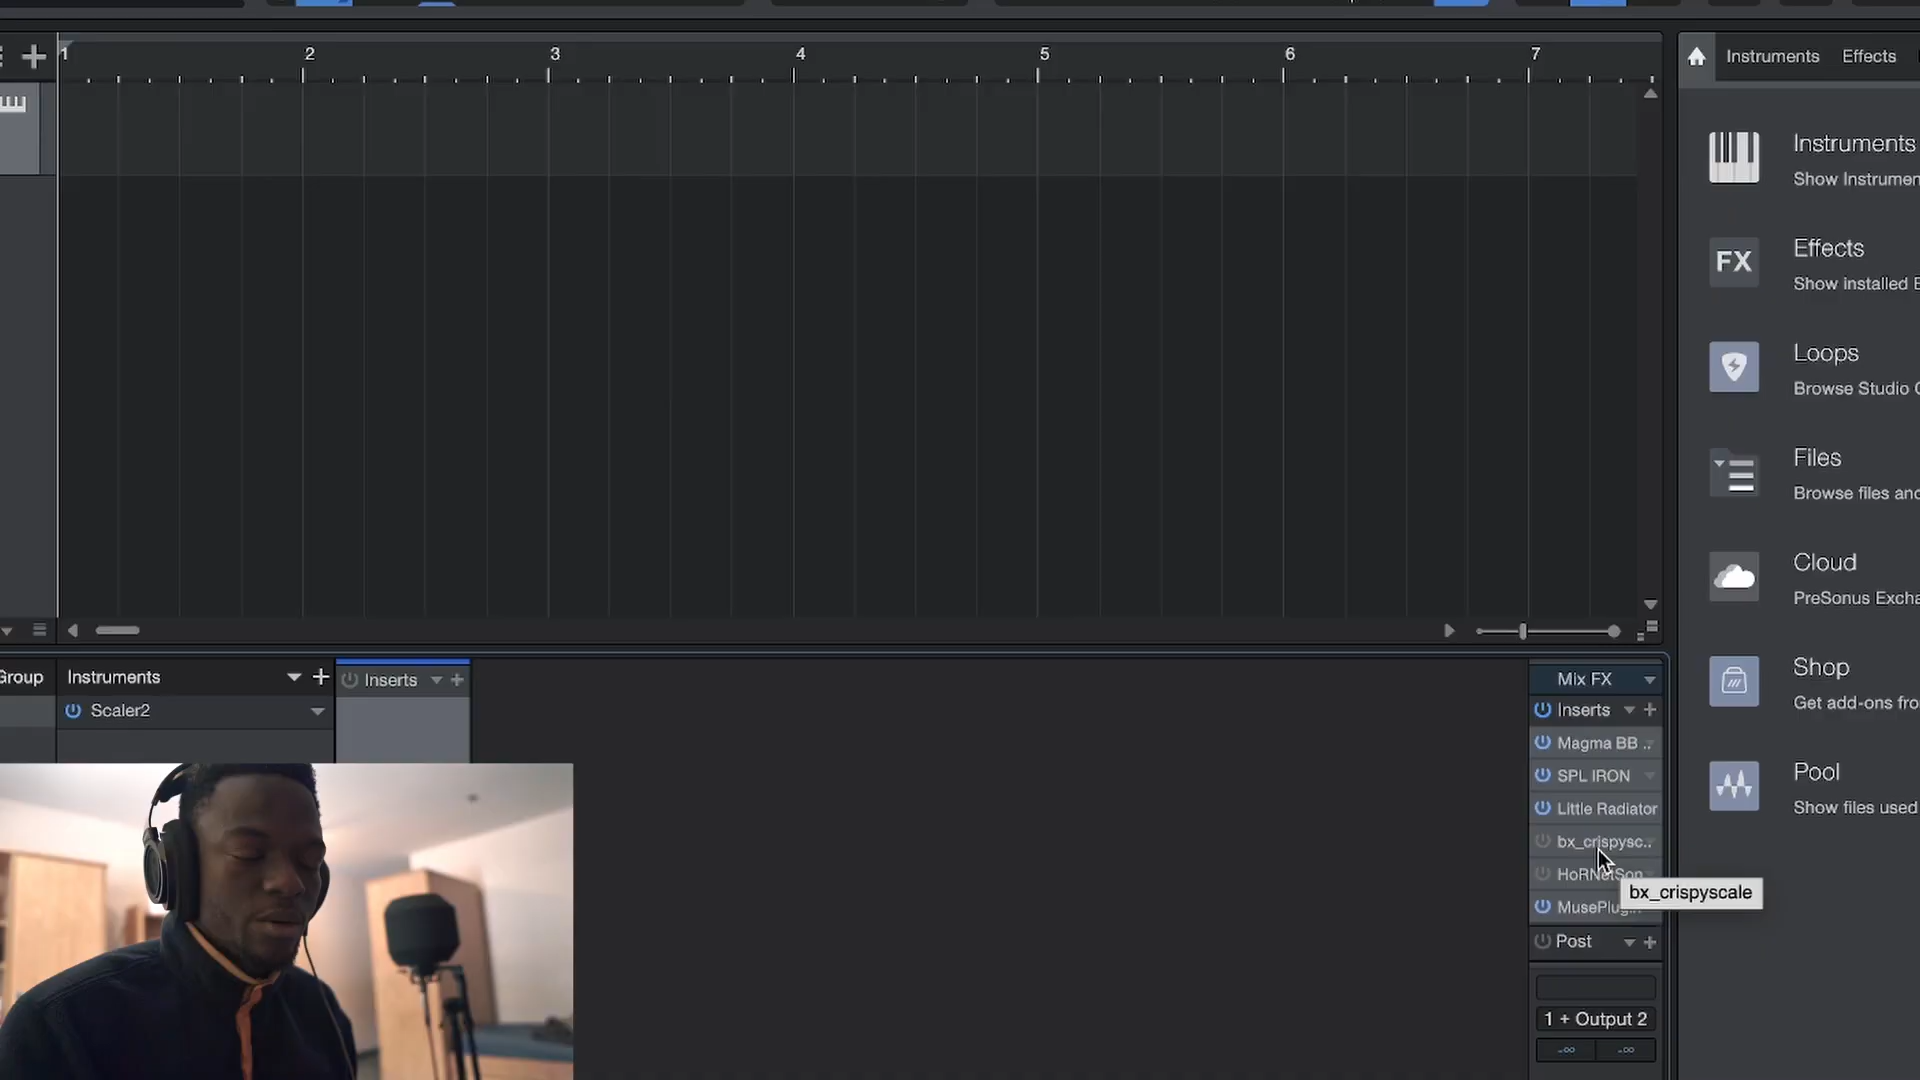 1 2 3 4 5 6 7
Instruments Effects
Instruments
Show Instrumen
FX
Effects
Show installed E
Loops
Browse Studio
Files
Browse files and
Cloud
PreSonus Excha
Shop
Get add-ons fro
Pool
Show files used
Group
Instruments
Scaler2
Inserts
Mix FX
Inserts
Magma BB ..
SPL IRON
Little Radiator
bx_crispysc..
HoRNetSon
bx_crispyscale
MusePlugin
Post
1 + Output 2
-∞ -∞